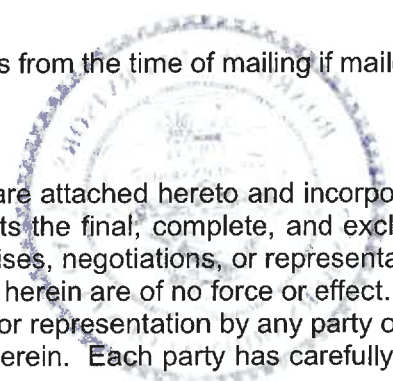 s from the time of mailing if mail
are attached hereto and incorpo
ts the final, complete, and excl
ises, negotiations, or representa
herein are of no force or effect.
or representation by any party o
erein. Each party has carefully